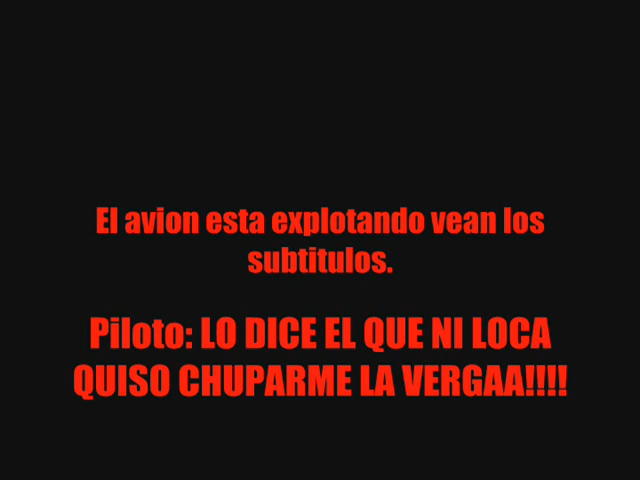 El avion esta explotando vean los
subtitulos.
Piloto: LO DICE EL QUE NI LOCA
QUISO CHUPARME LA VERGAA!!!!